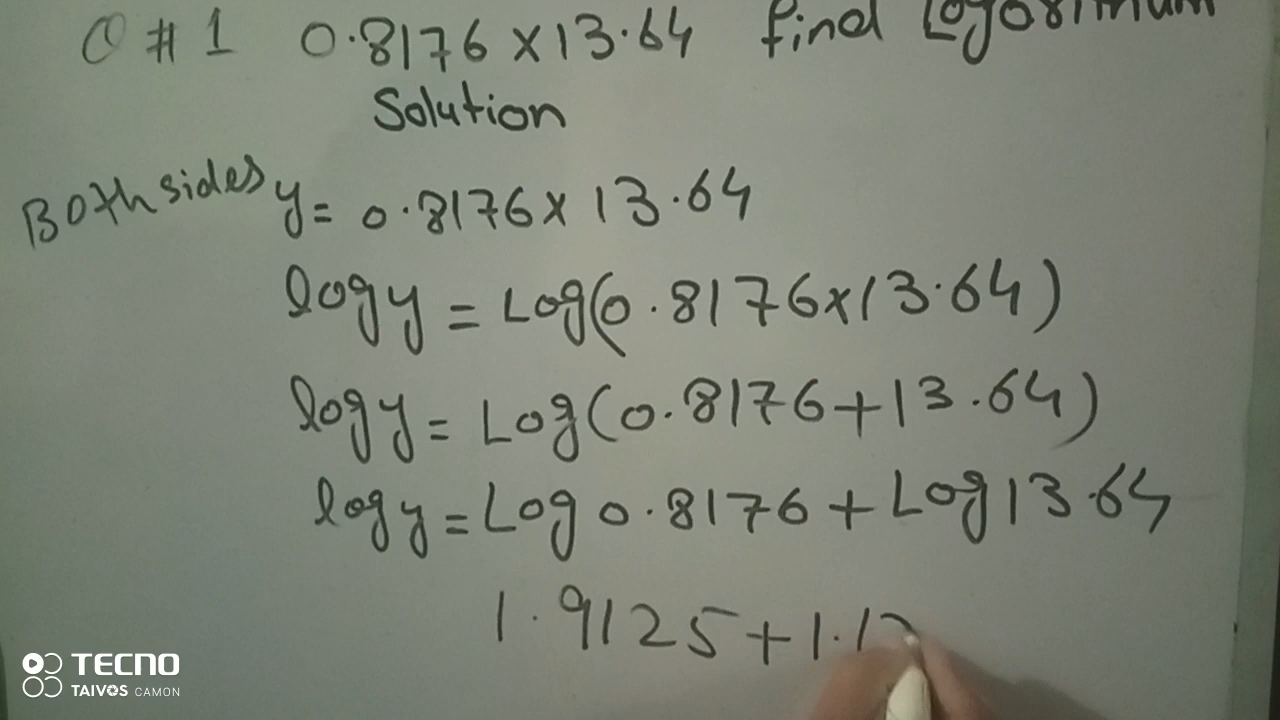 Q # 1 0.8176 × 13.64 find Logorithum
Solution
Both sides y = 0.8176 × 13.64
log y = Log(0.8176 × 13.64)
log y = Log(0.8176 + 13.64)
log y = Log 0.8176 + Log 13.64
1.9125 + 1.1
TECNO
TAIVOS CAMON